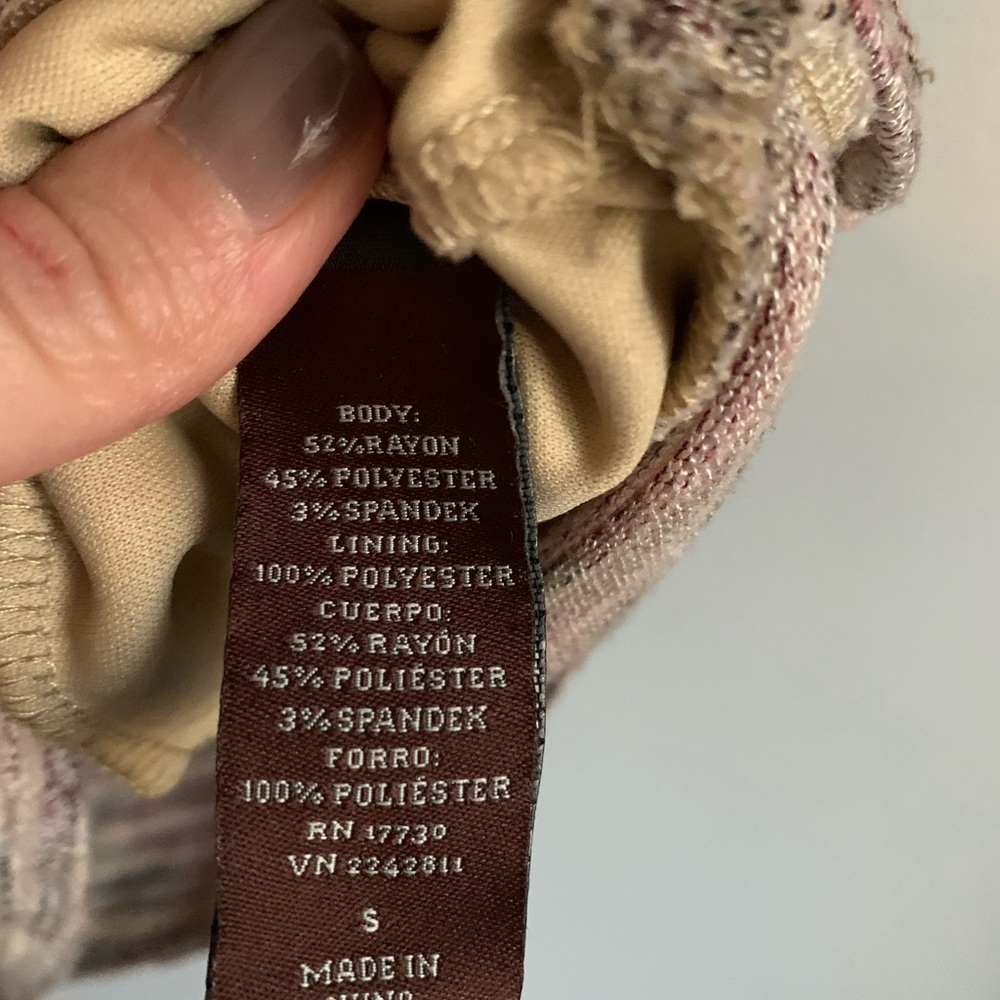 BODY:
52% RAYON
45% POLYESTER
3% SPANDEX
LINING:
100% POLYESTER
CUERPO:
52% RAYÓN
45% POLIÉSTER
3% SPANDEX
FORRO:
100% POLIÉSTER
RN 17730
VN 2242811
S
MADE IN